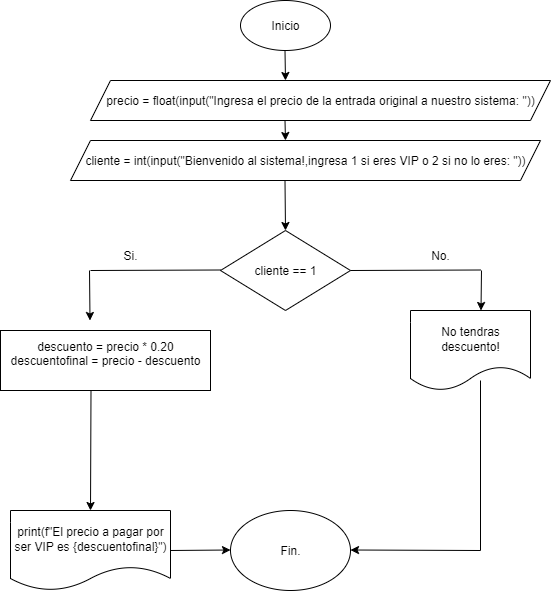 Inicio
precio = float(input("Ingresa el precio de la entrada original a nuestro sistema: "))
cliente = int(input("Bienvenido al sistema!,ingresa 1 si eres VIP o 2 si no lo eres: "))
Si.
No.
cliente == 1
descuento = precio * 0.20
descuentofinal = precio - descuento
No tendras
descuento!
print(f"El precio a pagar por
ser VIP es {descuentofinal}")
Fin.